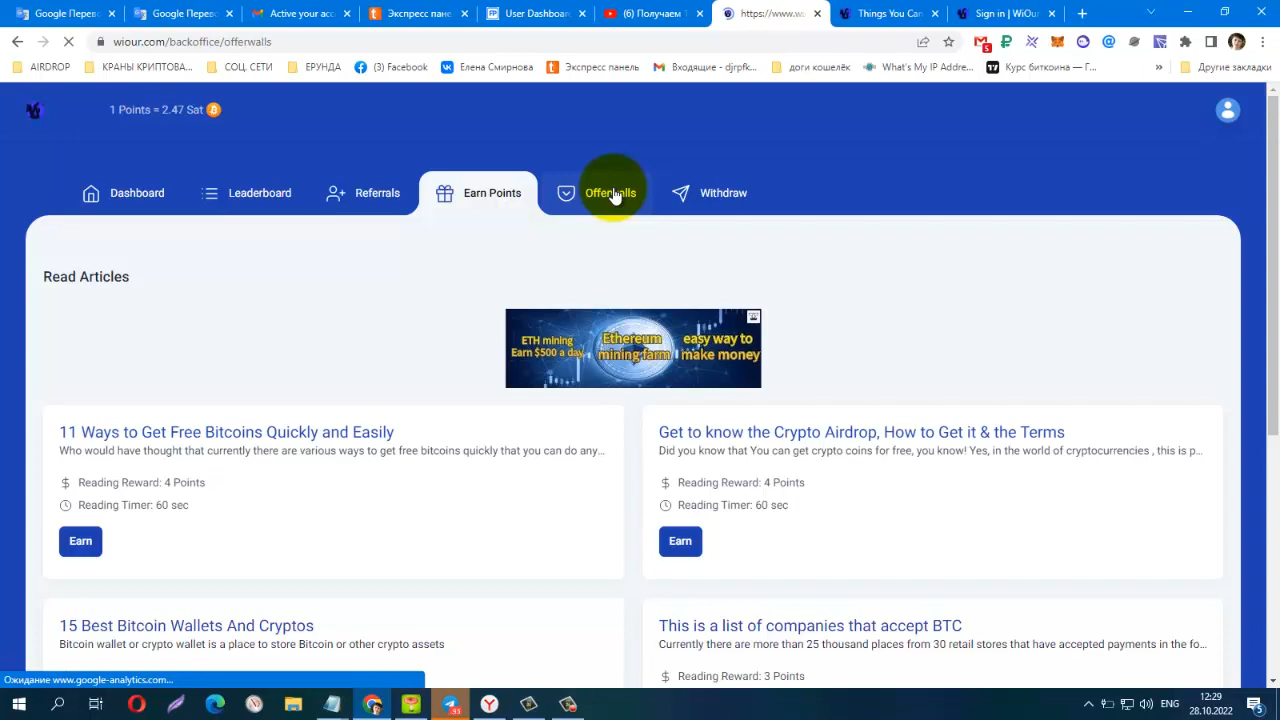 Google Перево
Google Перево
Active your acc
Экспресс пане
User Dashboar
(6) Получаем 1
https://www.w
Things You Can
Sign in | WiOur
wiour.com/backoffice/offerwalls
5
AIRDROP
КРАНЫ КРИПТОВА...
СОЦ. СЕТИ
ЕРУНДА
(3) Facebook
Елена Смирнова
Экспресс панель
Входящие - djrpfk...
доги кошелёк
What's My IP Addre...
Курс биткоина — Г...
»
Другие закладки
1 Points = 2.47 Sat
Dashboard
Leaderboard
Referrals
Earn Points
Offerwalls
Withdraw
Read Articles
ETH mining
Earn $500 a day
Ethereum
mining farm
easy way to
make money
11 Ways to Get Free Bitcoins Quickly and Easily
Who would have thought that currently there are various ways to get free bitcoins quickly that you can do any...
Reading Reward: 4 Points
Reading Timer: 60 sec
Earn
Get to know the Crypto Airdrop, How to Get it & the Terms
Did you know that You can get crypto coins for free, you know! Yes, in the world of cryptocurrencies , this is p...
Reading Reward: 4 Points
Reading Timer: 60 sec
Earn
15 Best Bitcoin Wallets And Cryptos
Bitcoin wallet or crypto wallet is a place to store Bitcoin or other crypto assets
This is a list of companies that accept BTC
Currently there are more than 25 thousand places from 30 retail stores that have accepted payments in the fo...
Reading Reward: 3 Points
Ожидание www.google-analytics.com...
ENG
12:29
28.10.2022